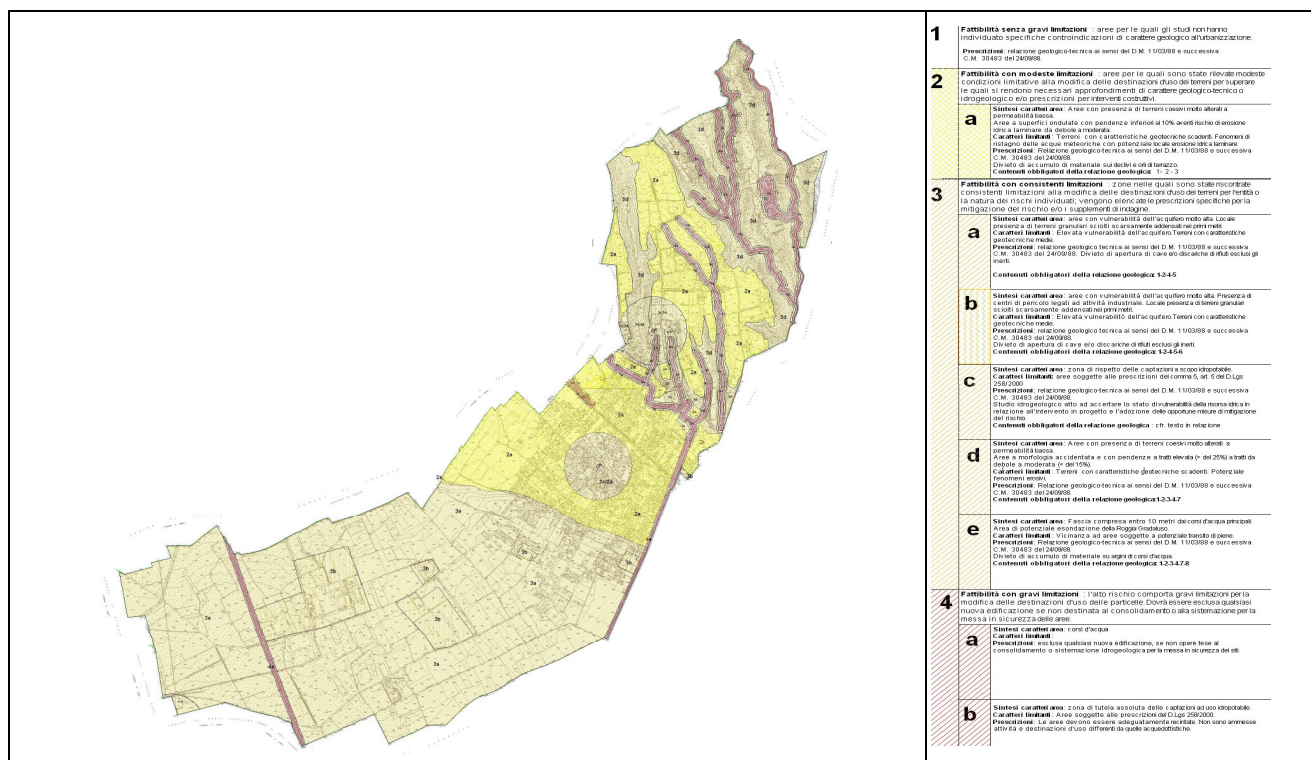 1
Fattibilità senza gravi limitazioni : aree per le quali gli studi non hanno
individuato specifiche controindicazioni di carattere geologico all'urbanizzazione.
Prescrizioni: relazione geologico-tecnica ai sensi del D.M. 11/03/88 e successiva
C.M. 30483 del 24/09/88.
2
Fattibilità con modeste limitazioni : aree per le quali sono state rilevate modeste
condizioni limitative alla modifica delle destinazioni d'uso dei terreni per superare
le quali si rendono necessari approfondimenti di carattere geologico-tecnico o
idrogeologico e/o prescrizioni per interventi costruttivi.
a
Sintesi caratteri area: Aree con presenza di terreni coesivi molto alterati a
permeabilità bassa.
Aree a superfici ondulate con pendenze inferiori al 10% aventi rischio di erosione
idrica laminare da debole a moderata.
Caratteri limitanti: Terreni con caratteristiche geotecniche scadenti. Fenomeni di
ristagno delle acque meteoriche con potenziale locale erosione idrica laminare.
Prescrizioni: Relazione geologico-tecnica ai sensi del D.M. 11/03/88 e successiva
C.M. 30483 del 24/09/88.
Divieto di accumulo di materiale sui declivi e orli di terrazzo.
Contenuti obbligatori della relazione geologica: 1- 2 - 3
3
Fattibilità con consistenti limitazioni : zone nelle quali sono state riscontrate
consistenti limitazioni alla modifica delle destinazioni d'uso dei terreni per l'entità o
la natura dei rischi individuati; vengono elencate le prescrizioni specifiche per la
mitigazione del rischio e/o i supplementi di indagine.
a
Sintesi caratteri area: aree con vulnerabilità dell'acquifero molto alta. Locale
presenza di terreni granulari sciolti scarsamente addensati nei primi metri.
Caratteri limitanti: Elevata vulnerabilità dell'acquifero.Terreni con caratteristiche
geotecniche medie.
Prescrizioni: relazione geologico tecnica ai sensi del D.M. 11/03/88 e successiva
C.M. 30483 del 24/09/88. Divieto di apertura di cave e/o discariche di rifiuti esclusi gli
inerti.
Contenuti obbligatori della relazione geologica: 1-2-4-5
b
Sintesi caratteri area: aree con vulnerabilità dell'acquifero molto alta. Presenza di
centri di pericolo legati ad attività industriale. Locale presenza di terreni granulari
sciolti scarsamente addensati nei primi metri.
Caratteri limitanti: Elevata vulnerabilità dell'acquifero.Terreni con caratteristiche
geotecniche medie.
Prescrizioni: relazione geologico tecnica ai sensi del D.M. 11/03/88 e successiva
C.M. 30483 del 24/09/88.
Divieto di apertura di cave e/o discariche di rifiuti esclusi gli inerti.
Contenuti obbligatori della relazione geologica: 1-2-4-5-6
c
Sintesi caratteri area: zona di rispetto delle captazioni a scopo idropotabile.
Caratteri limitanti: aree soggette alle prescrizioni del comma 5, art. 5 del D.Lgs
258/2000
Prescrizioni: relazione geologico-tecnica ai sensi del D.M. 11/03/88 e successiva
C.M. 30483 del 24/09/88.
Studio idrogeologico atto ad accertare lo stato di vulnerabilità della risorsa idrica in
relazione all'intervento in progetto e l'adozione delle opportune misure di mitigazione
del rischio.
Contenuti obbligatori della relazione geologica : cfr. testo in relazione
d
Sintesi caratteri area: Aree con presenza di terreni coesivi molto alterati a
permeabilità bassa.
Aree a morfologia accidentata e con pendenze a tratti elevata (> del 25%) a tratti da
debole a moderata (< del 15%).
Caratteri limitanti: Terreni con caratteristiche geotecniche scadenti. Potenziale
fenomeni erosivi.
Prescrizioni: Relazione geologico-tecnica ai sensi del D.M. 11/03/88 e successiva
C.M. 30483 del 24/09/88.
Contenuti obbligatori della relazione geologica:1-2-3-4-7
e
Sintesi caratteri area: Fascia compresa entro 10 metri dai corsi d'acqua principali.
Area di potenziale esondazione della Roggia Gradaluso.
Caratteri limitanti: Vicinanza ad aree soggette a potenziale transito di piene.
Prescrizioni: Relazione geologico-tecnica ai sensi del D.M. 11/03/88 e successiva
C.M. 30483 del 24/09/88.
Divieto di accumulo di materiale su argini di corsi d'acqua.
Contenuti obbligatori della relazione geologica: 1-2-3-4-7-8
4
Fattibilità con gravi limitazioni : l'alto rischio comporta gravi limitazioni per la
modifica delle destinazioni d'uso delle particelle. Dovrà essere esclusa qualsiasi
nuova edificazione se non destinata al consolidamento o alla sistemazione per la
messa in sicurezza delle aree.
a
Sintesi caratteri area: corsi d'acqua
Caratteri limitanti:
Prescrizioni: esclusa qualsiasi nuova edificazione, se non opere tese al
consolidamento o sistemazione idrogeologica per la messa in sicurezza dei siti.
b
Sintesi caratteri area: zona di tutela assoluta delle captazioni ad uso idropotabile.
Caratteri limitanti: Aree soggette alle prescrizioni del D.Lgs 258/2000.
Prescrizioni: Le aree devono essere adeguatamente recintate. Non sono ammesse
attività e destinazioni d'uso differenti da quelle acquedottistiche.
3d
3d
3d
3d
2a
3d
3d
2a
2a
3d
3d
2a
2a
3d
2a
2a
2a
3b
2a
3a
3b
3a
3b
3b
3b
3b
3a
3a
4a
3a